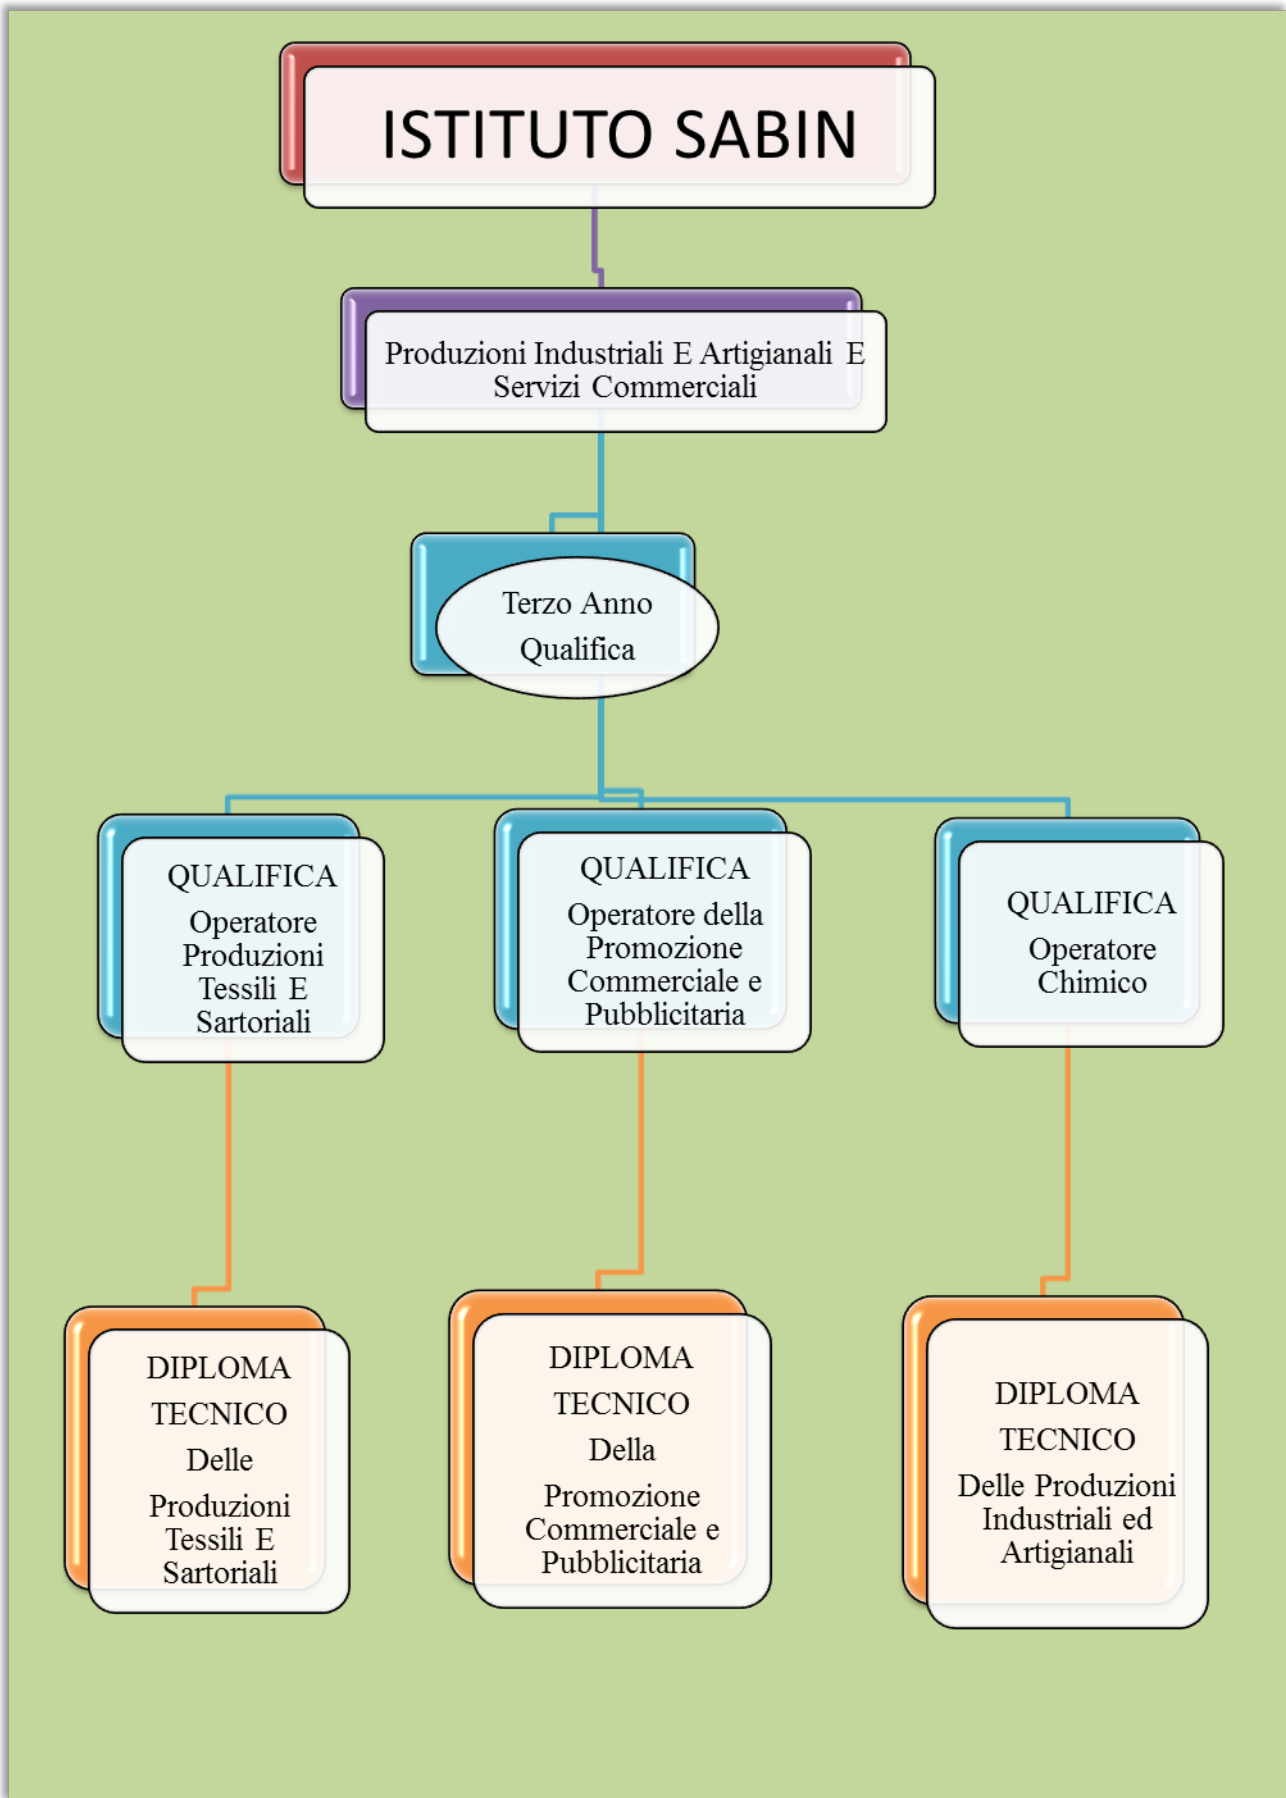 ISTITUTO SABIN
Produzioni Industriali E Artigianali E
Servizi Commerciali
Terzo Anno
Qualifica
QUALIFICA
Operatore
Produzioni
Tessili E
Sartoriali
QUALIFICA
Operatore della
Promozione
Commerciale e
Pubblicitaria
QUALIFICA
Operatore
Chimico
DIPLOMA
TECNICO
Delle
Produzioni
Tessili E
Sartoriali
DIPLOMA
TECNICO
Della
Promozione
Commerciale e
Pubblicitaria
DIPLOMA
TECNICO
Delle Produzioni
Industriali ed
Artigianali